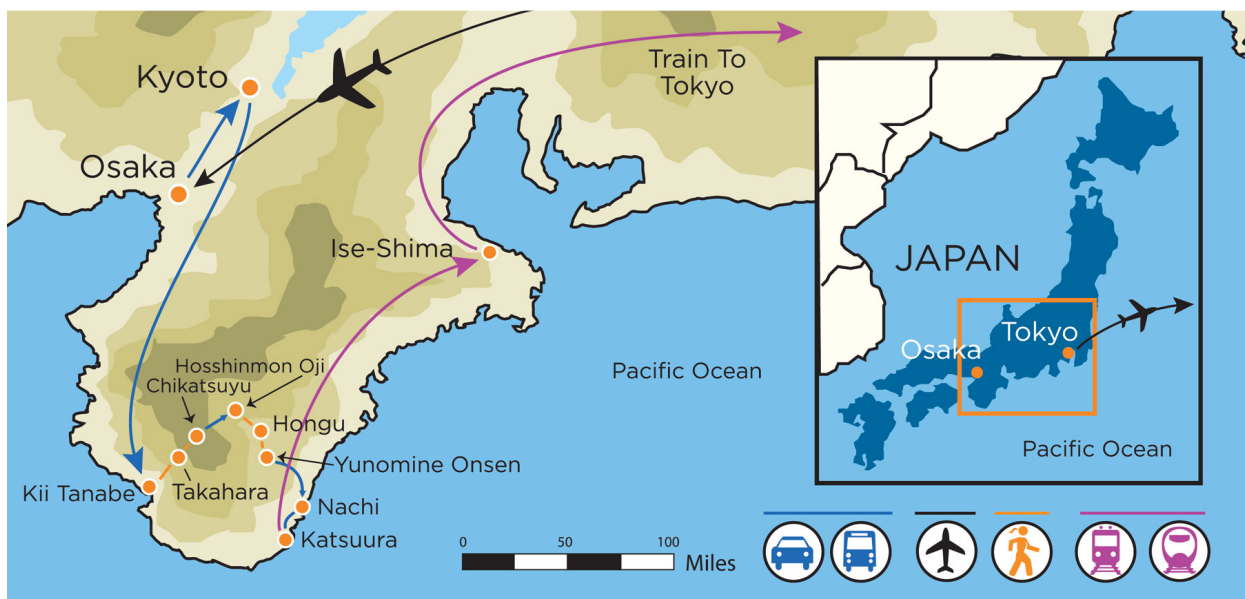 Kyoto
Train To
Tokyo
Osaka
Ise-Shima
JAPAN
Tokyo
Osaka
Hosshinmon Oji
Chikatsuyu
Pacific Ocean
Hongu
Pacific Ocean
Yunomine Onsen
Kii Tanabe
Takahara
Nachi
Katsuura
0 50 100
Miles